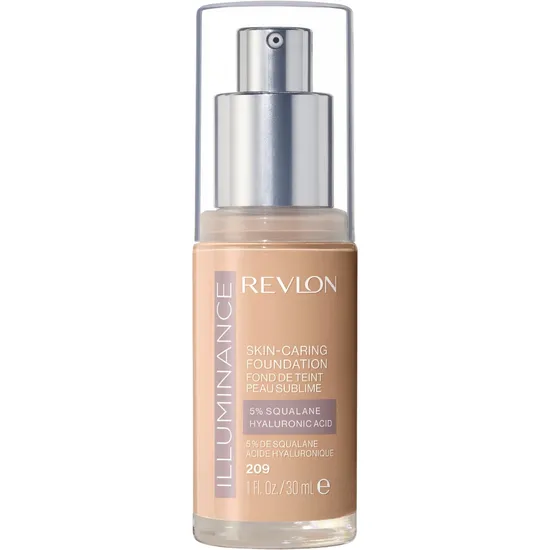 ILLUMINANCE
REVLON
SKIN-CARING
FOUNDATION
FOND DE TEINT
PEAU SUBLIME
5% SQUALANE
HYALURONIC ACID
5% DE SQUALANE
ACIDE HYALURONIQUE
209
1 FL. Oz./30 mL ℮